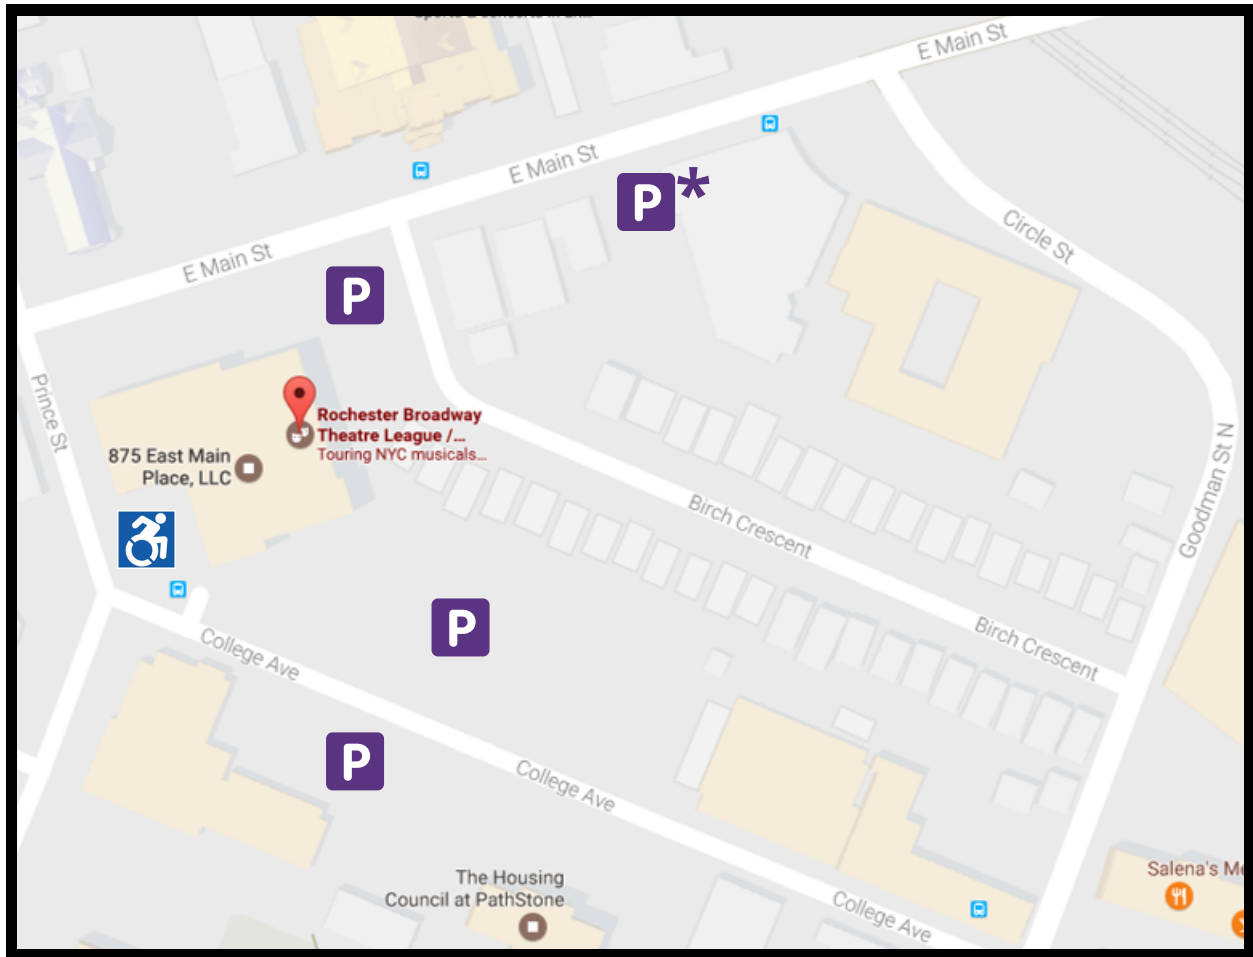 E Main St
E Main St
P*
Circle St
E Main St
P
Prince St
Rochester Broadway
Theatre League /...
Touring NYC musicals...
875 East Main
Place, LLC
Goodman St N
Birch Crescent
P
Birch Crescent
College Ave
P
College Ave
Salena's Me
The Housing
Council at PathStone
College Ave